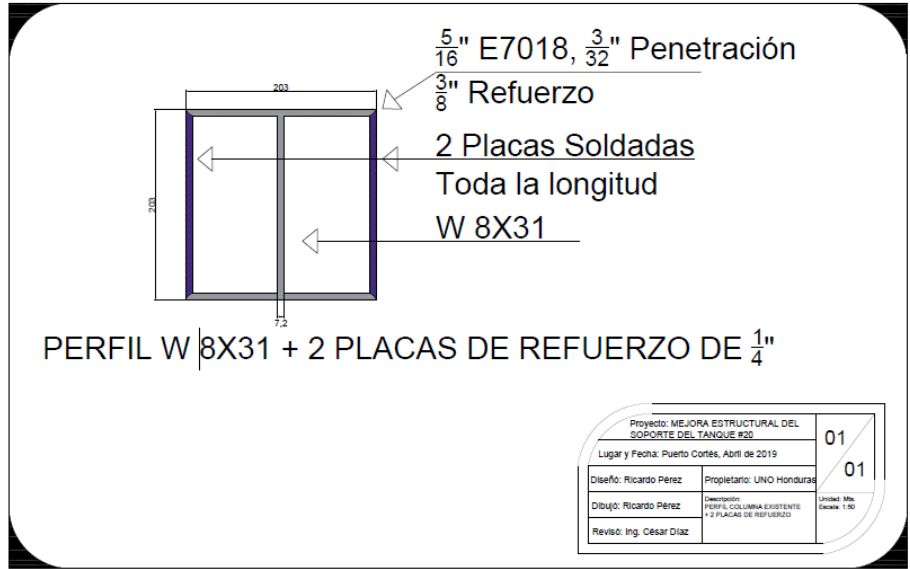 5/16" E7018, 3/32" Penetración
3/8" Refuerzo
203
2 Placas Soldadas
Toda la longitud
203
W 8X31
7,2
PERFIL W 8X31 + 2 PLACAS DE REFUERZO DE 1/4"
Proyecto: MEJORA ESTRUCTURAL DEL
SOPORTE DEL TANQUE #20
01
01
Lugar y Fecha: Puerto Cortés, Abril de 2019
Diseño: Ricardo Pérez
Propietario: UNO Honduras
Dibujó: Ricardo Pérez
Descripción:
PERFIL COLUMNA EXISTENTE
+ 2 PLACAS DE REFUERZO
Unidad: Mts.
Escala: 1:50
Revisó: Ing. César Díaz